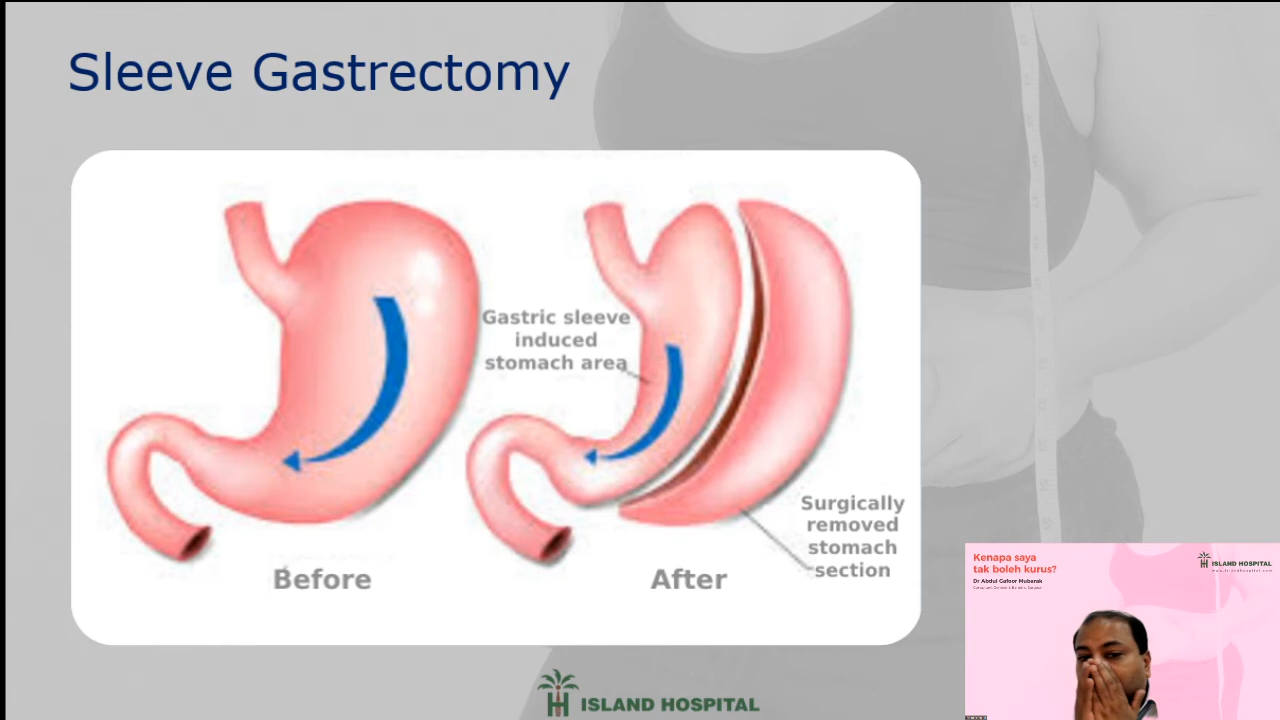 Sleeve Gastrectomy
Gastric sleeve
induced
stomach area
Surgically
removed
stomach
section
Before
After
ISLAND HOSPITAL
Kenapa saya
tak boleh kurus?
Dr Abdul Gafoor Mubarak
ISLAND HOSPITAL